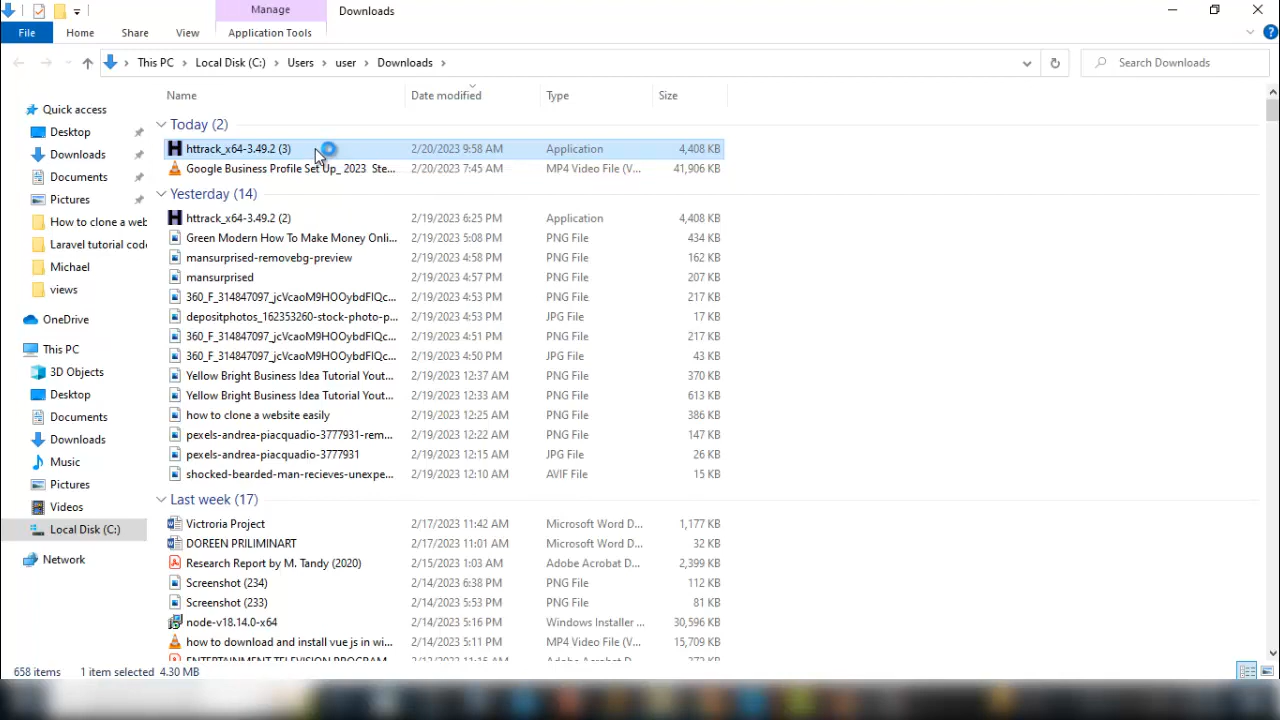 Manage
Downloads
File
Home
Share
View
Application Tools
This PC
Local Disk (C:)
Users
user
Downloads
Search Downloads
Name
Date modified
Type
Size
Quick access
Desktop
Downloads
Documents
Pictures
How to clone a wel
Laravel tutorial code
Michael
views
OneDrive
This PC
3D Objects
Desktop
Documents
Downloads
Music
Pictures
Videos
Local Disk (C:)
Network
Today (2)
httrack_x64-3.49.2 (3) 2/20/2023 9:58 AM Application 4,408 KB
Google Business Profile Set Up_ 2023 Ste... 2/20/2023 7:45 AM MP4 Video File (V... 41,906 KB
Yesterday (14)
httrack_x64-3.49.2 (2) 2/19/2023 6:25 PM Application 4,408 KB
Green Modern How To Make Money Onli... 2/19/2023 5:08 PM PNG File 434 KB
mansurprised-removebg-preview 2/19/2023 4:58 PM PNG File 162 KB
mansurprised 2/19/2023 4:57 PM PNG File 207 KB
360_F_314847097_jcVcaoM9HOOybdFIQc... 2/19/2023 4:53 PM PNG File 217 KB
depositphotos_162353260-stock-photo-p... 2/19/2023 4:53 PM JPG File 17 KB
360_F_314847097_jcVcaoM9HOOybdFIQc... 2/19/2023 4:51 PM PNG File 217 KB
360_F_314847097_jcVcaoM9HOOybdFIQc... 2/19/2023 4:50 PM JPG File 43 KB
Yellow Bright Business Idea Tutorial Yout... 2/19/2023 12:37 AM PNG File 370 KB
Yellow Bright Business Idea Tutorial Yout... 2/19/2023 12:33 AM PNG File 613 KB
how to clone a website easily 2/19/2023 12:25 AM PNG File 386 KB
pexels-andrea-piacquadio-3777931-rem... 2/19/2023 12:22 AM PNG File 147 KB
pexels-andrea-piacquadio-3777931 2/19/2023 12:15 AM JPG File 26 KB
shocked-bearded-man-recieves-unexpe... 2/19/2023 12:10 AM AVIF File 15 KB
Last week (17)
Victroria Project 2/17/2023 11:42 AM Microsoft Word D... 1,177 KB
DOREEN PRILIMINART 2/17/2023 11:01 AM Microsoft Word D... 32 KB
Research Report by M. Tandy (2020) 2/15/2023 1:03 AM Adobe Acrobat D... 2,399 KB
Screenshot (234) 2/14/2023 6:38 PM PNG File 112 KB
Screenshot (233) 2/14/2023 5:53 PM PNG File 81 KB
node-v18.14.0-x64 2/14/2023 5:16 PM Windows Installer ... 30,596 KB
how to download and install vue js in wi... 2/14/2023 5:11 PM MP4 Video File (V... 15,709 KB
658 items 1 item selected 4.30 MB